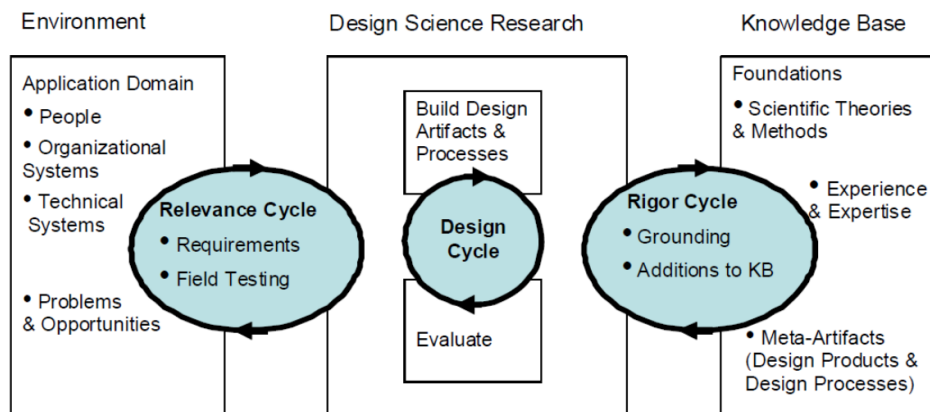 Environment
Design Science Research
Knowledge Base
Application Domain
• People
• Organizational
Systems
• Technical
Systems
• Problems
& Opportunities
Relevance Cycle
• Requirements
• Field Testing
Build Design
Artifacts &
Processes
Design
Cycle
Evaluate
Rigor Cycle
• Grounding
• Additions to KB
Foundations
• Scientific Theories
& Methods
• Experience
& Expertise
• Meta-Artifacts
(Design Products &
Design Processes)